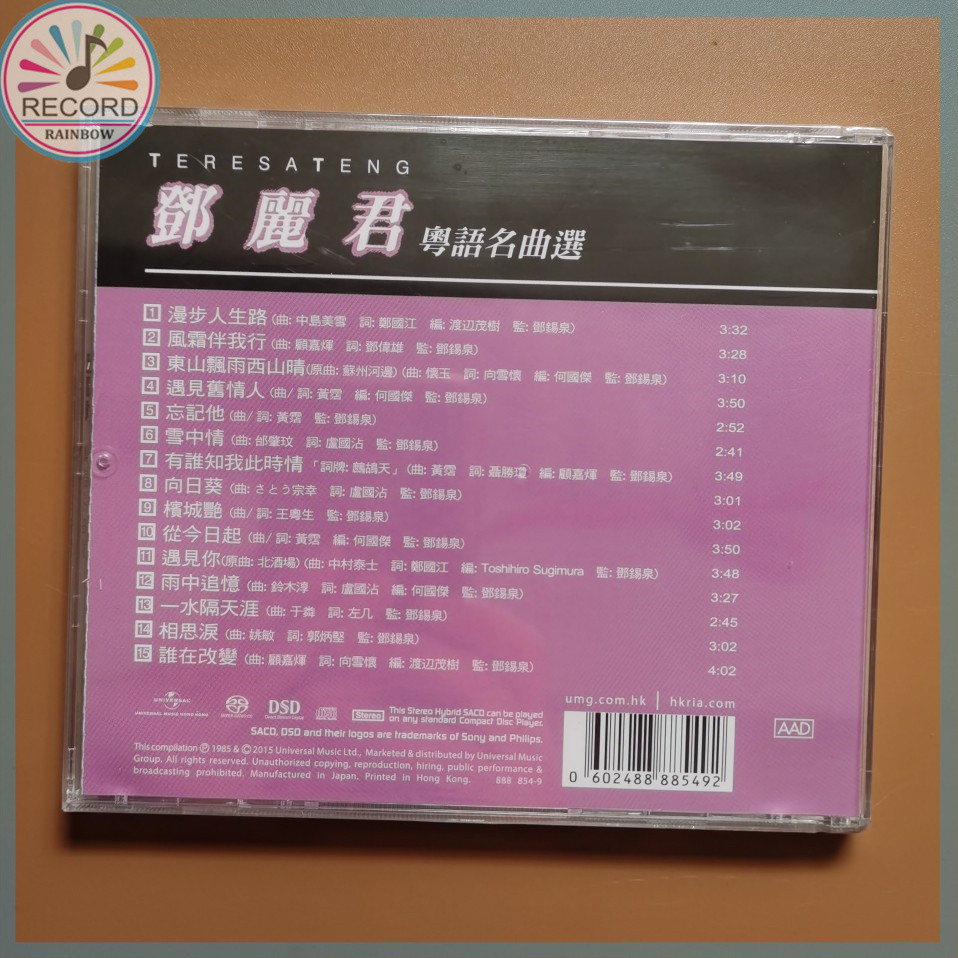 RECORD
RAINBOW
TERESATENG
鄧麗君 粵語名曲選
1 漫步人生路 (曲: 中島美雪 詞: 鄭國江 編: 渡辺茂樹 監: 鄧錫泉) 3:32
2 風霜伴我行 (曲: 顧嘉煇 詞: 鄧偉雄 監: 鄧錫泉) 3:28
3 東山飄雨西山晴 (原曲: 蘇州河邊) (曲: 懷玉 詞: 向雪懷 編: 何國傑 監: 鄧錫泉) 3:10
4 遇見舊情人 (曲/詞: 黃霑 編: 何國傑 監: 鄧錫泉) 3:50
5 忘記他 (曲/詞: 黃霑 監: 鄧錫泉) 2:52
6 雪中情 (曲: 邰肇玫 詞: 盧國沾 監: 鄧錫泉) 2:41
7 有誰知我此時情 「詞牌: 鷓鴣天」 (曲: 黃霑 詞: 聶勝瓊 編: 顧嘉煇 監: 鄧錫泉) 3:49
8 向日葵 (曲: さとう宗幸 詞: 盧國沾 監: 鄧錫泉) 3:01
9 檳城艷 (曲/詞: 王粵生 監: 鄧錫泉) 3:02
10 從今日起 (曲/詞: 黃霑 編: 何國傑 監: 鄧錫泉) 3:50
11 遇見你 (原曲: 北酒場) (曲: 中村泰士 詞: 鄭國江 編: Toshihiro Sugimura 監: 鄧錫泉) 3:48
12 雨中追憶 (曲: 鈴木淳 詞: 盧國沾 編: 何國傑 監: 鄧錫泉) 3:27
13 一水隔天涯 (曲: 于粦 詞: 左几 監: 鄧錫泉) 2:45
14 相思淚 (曲: 姚敏 詞: 郭炳堅 監: 鄧錫泉) 3:02
15 誰在改變 (曲: 顧嘉煇 詞: 向雪懷 編: 渡辺茂樹 監: 鄧錫泉) 4:02
umg.com.hk | hkria.com
UNIVERSAL
UNIVERSAL MUSIC HONG KONG
DSD
Direct Stream Digital
Stereo
This Stereo Hybrid SACD can be played
on any standard Compact Disc Player.
SACD, DSD and their logos are trademarks of Sony and Philips.
AAD
This compilation Ⓟ 1985 & © 2015 Universal Music Ltd., Marketed & distributed by Universal Music
Group. All rights reserved. Unauthorized copying, reproduction, hiring, public performance &
broadcasting prohibited. Manufactured in Japan. Printed in Hong Kong. 888 854-9
0 602488 885492